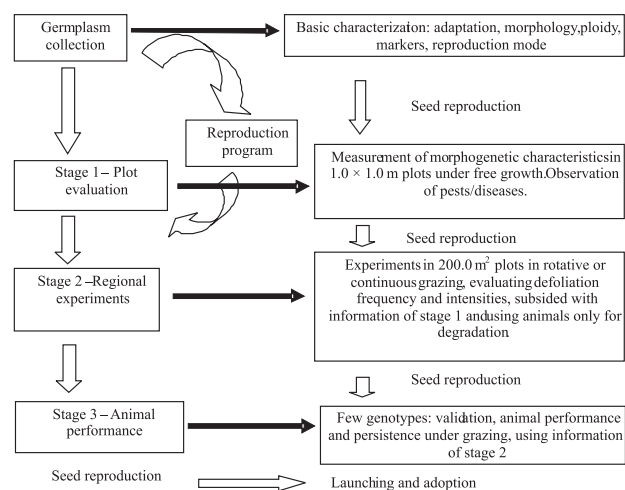 Germplasm
collection
Basic characterization: adaptation, morphology,ploidy,
markers, reproduction mode
Seed reproduction
Reproduction
program
Stage 1 – Plot
evaluation
Measurement of morphogenetic characteristicsin
1.0 × 1.0 m plots under free growth.Observation
of pests/diseases.
Seed reproduction
Stage 2 –Regional
experiments
Experiments in 200.0 m² plots in rotative or
continuous grazing, evaluating defoliation
frequency and intensities, subsided with
information of stage 1 andusing animals only for
degradation.
Seed reproduction
Stage 3 – Animal
performance
Few genotypes: validation, animal performance
and persistence under grazing, using information
of stage 2
Seed reproduction
Launching and adoption